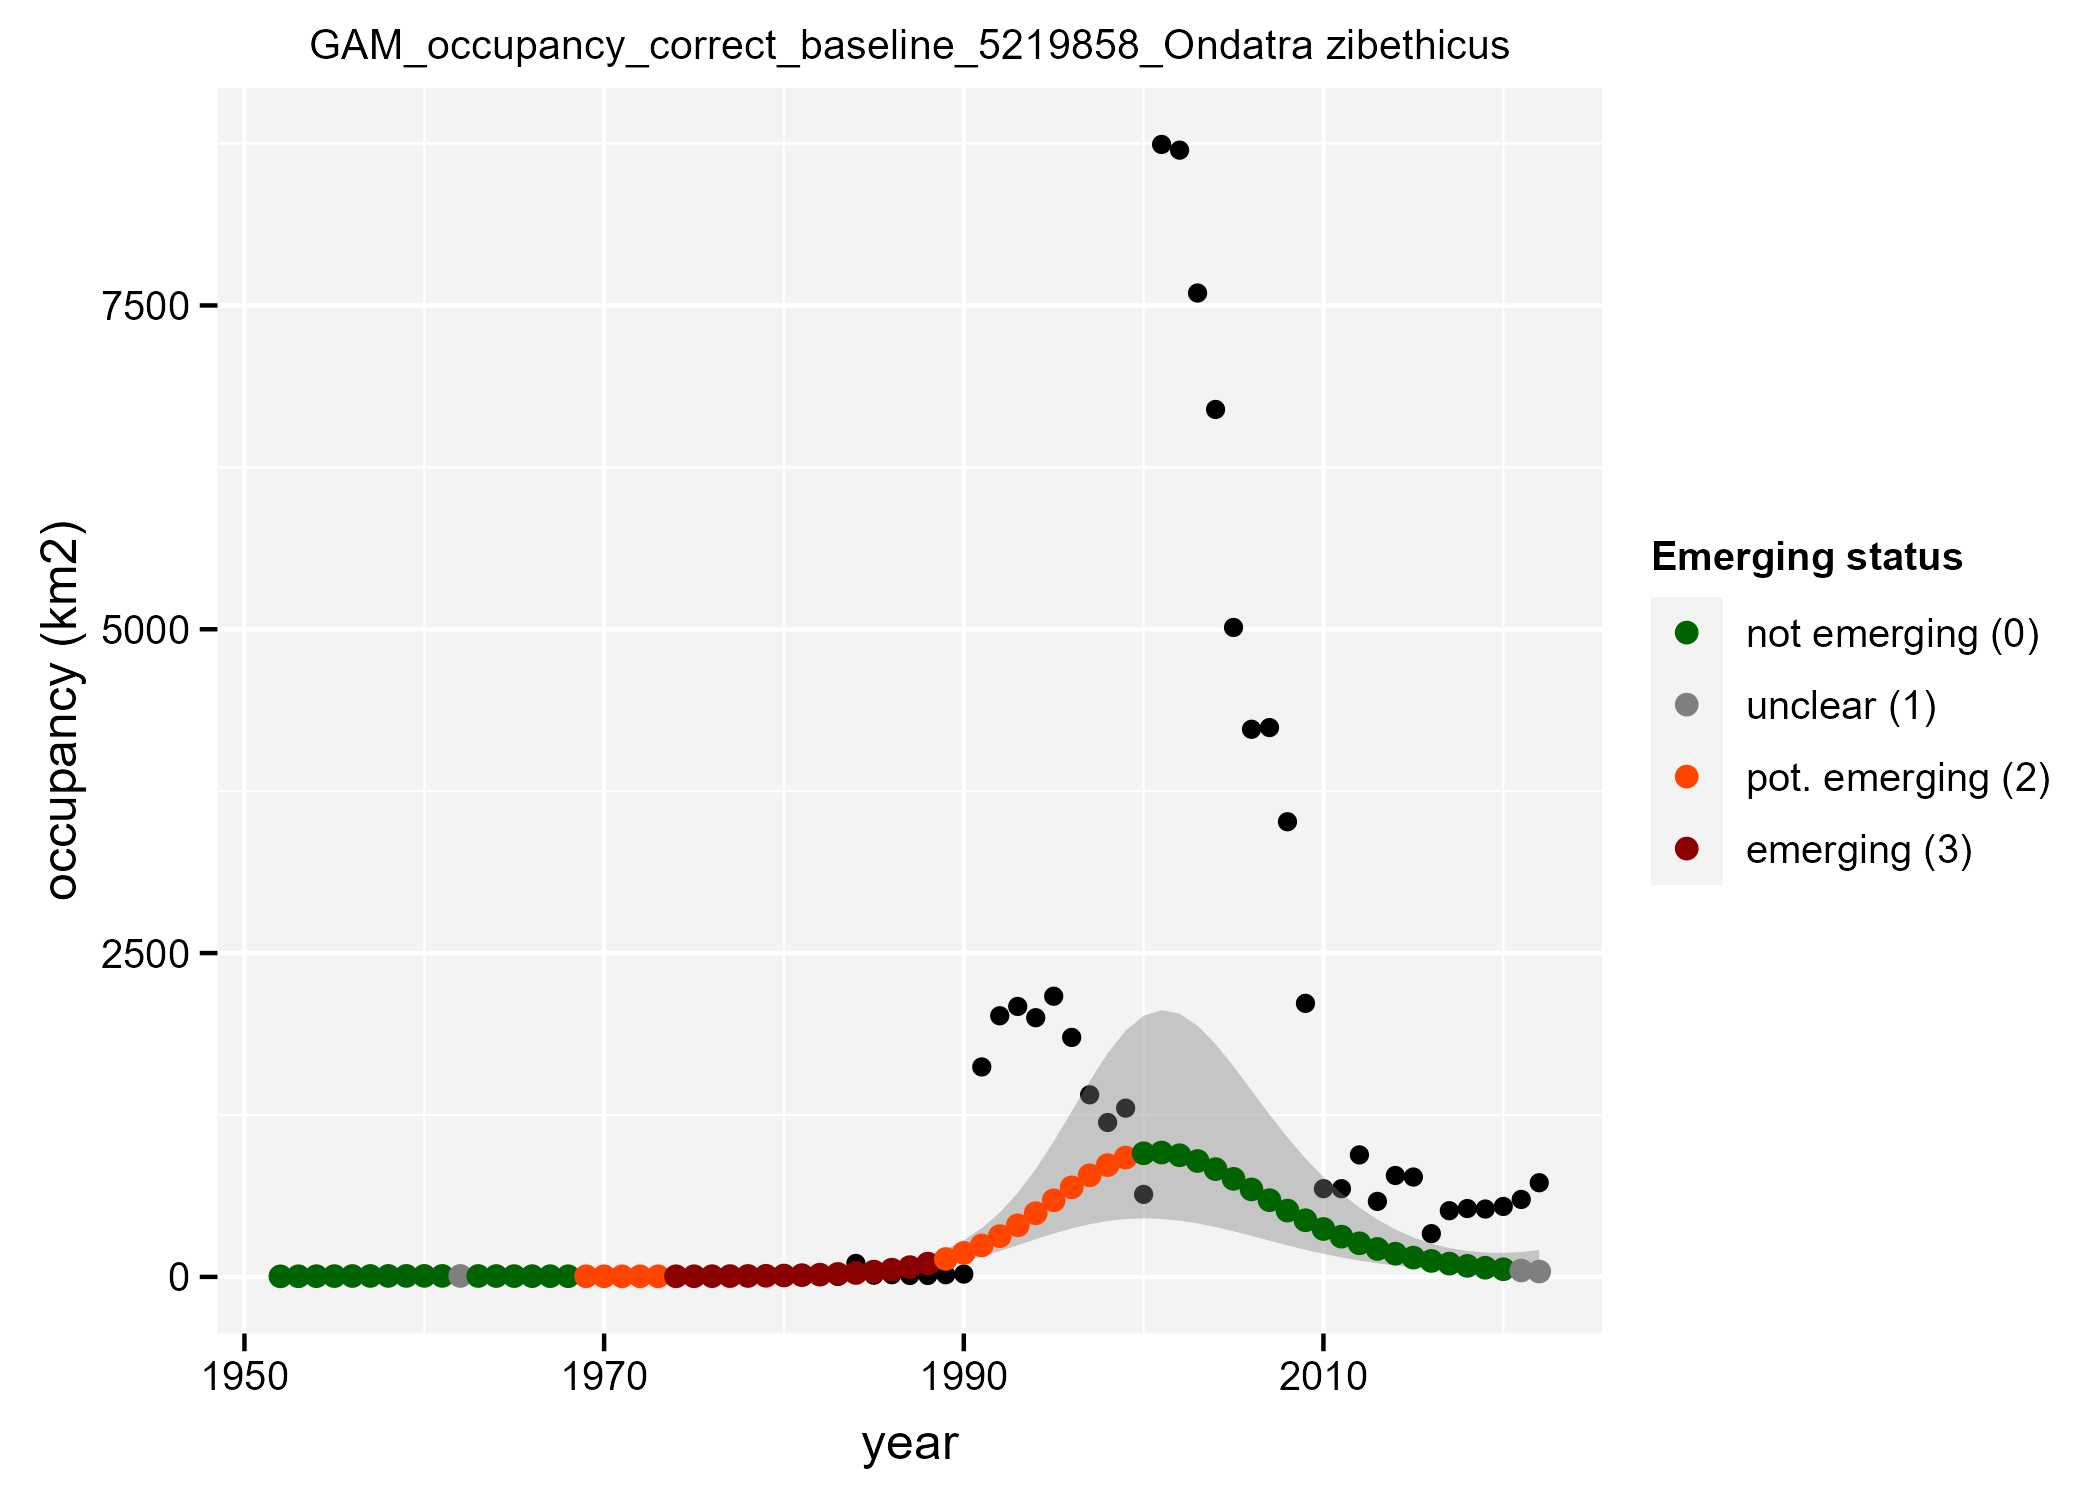 GAM_occupancy_correct_baseline_5219858_Ondatra zibethicus
occupancy (km2)
7500
5000
2500
0
1950
1970
1990
2010
year
Emerging status
not emerging (0)
unclear (1)
pot. emerging (2)
emerging (3)